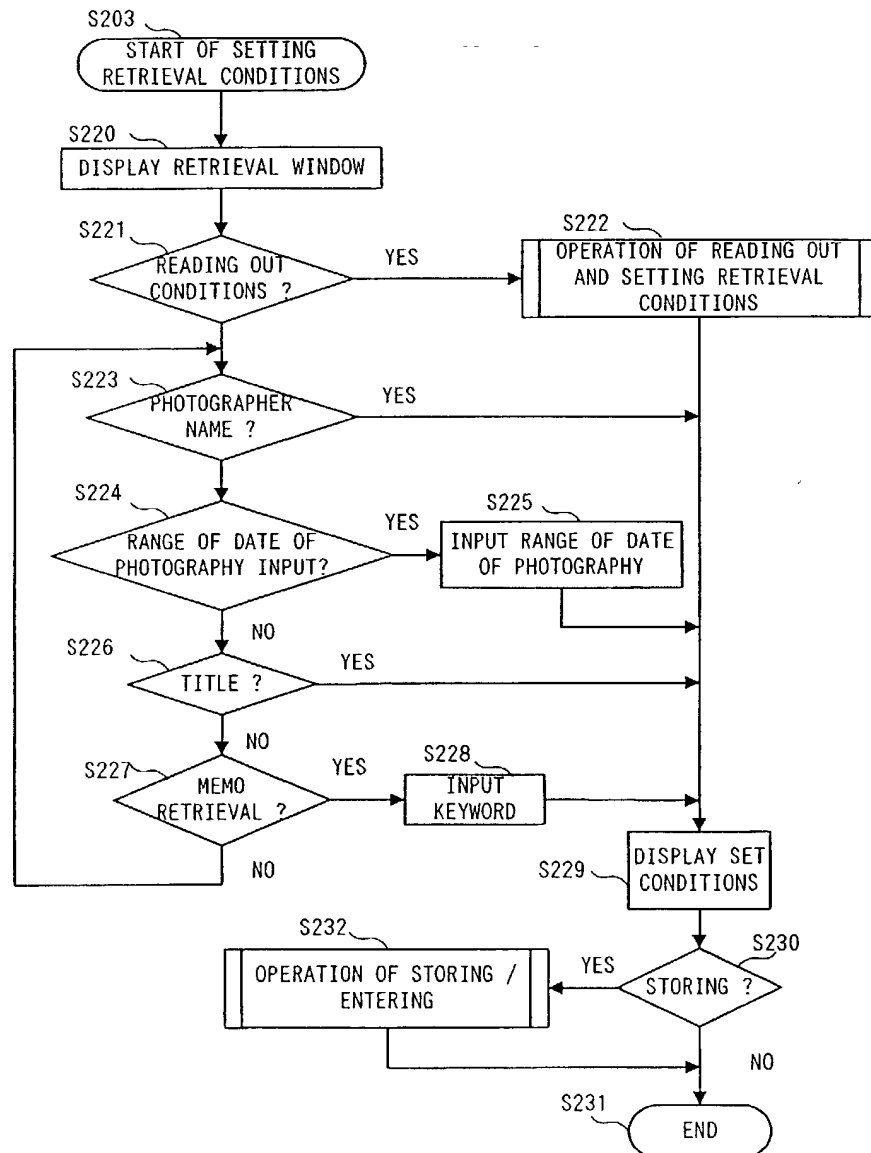 S203
START OF SETTING
RETRIEVAL CONDITIONS
S220
DISPLAY RETRIEVAL WINDOW
S221
READING OUT
CONDITIONS ?
YES
S222
OPERATION OF READING OUT
AND SETTING RETRIEVAL
CONDITIONS
S223
PHOTOGRAPHER
NAME ?
YES
S224
RANGE OF DATE OF
PHOTOGRAPHY INPUT?
YES
S225
INPUT RANGE OF DATE
OF PHOTOGRAPHY
NO
S226
TITLE ?
YES
NO
S227
MEMO
RETRIEVAL ?
YES
S228
INPUT
KEYWORD
NO
S229
DISPLAY SET
CONDITIONS
S230
STORING ?
YES
S232
OPERATION OF STORING /
ENTERING
NO
S231
END